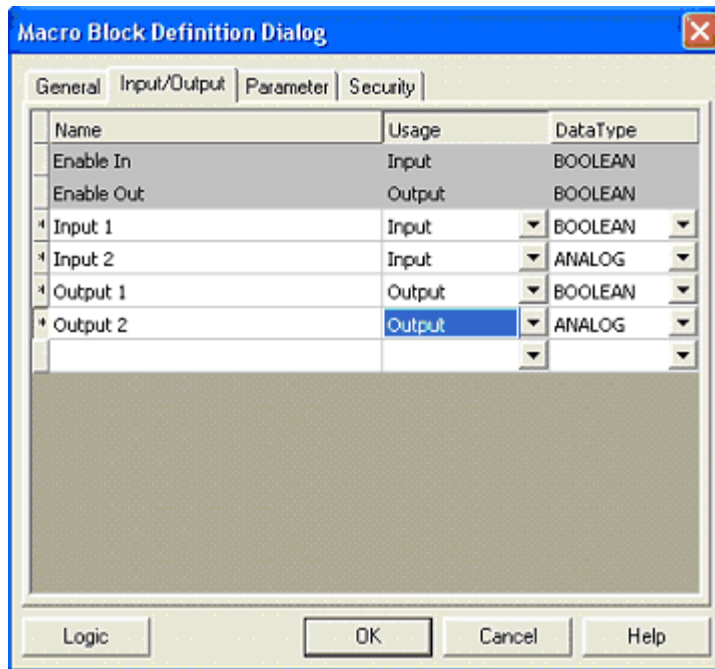 Macro Block Definition Dialog
General Input/Output Parameter Security
Name Usage DataType
Enable In Input BOOLEAN
Enable Out Output BOOLEAN
* Input 1 Input BOOLEAN
* Input 2 Input ANALOG
* Output 1 Output BOOLEAN
* Output 2 Output ANALOG
Logic OK Cancel Help